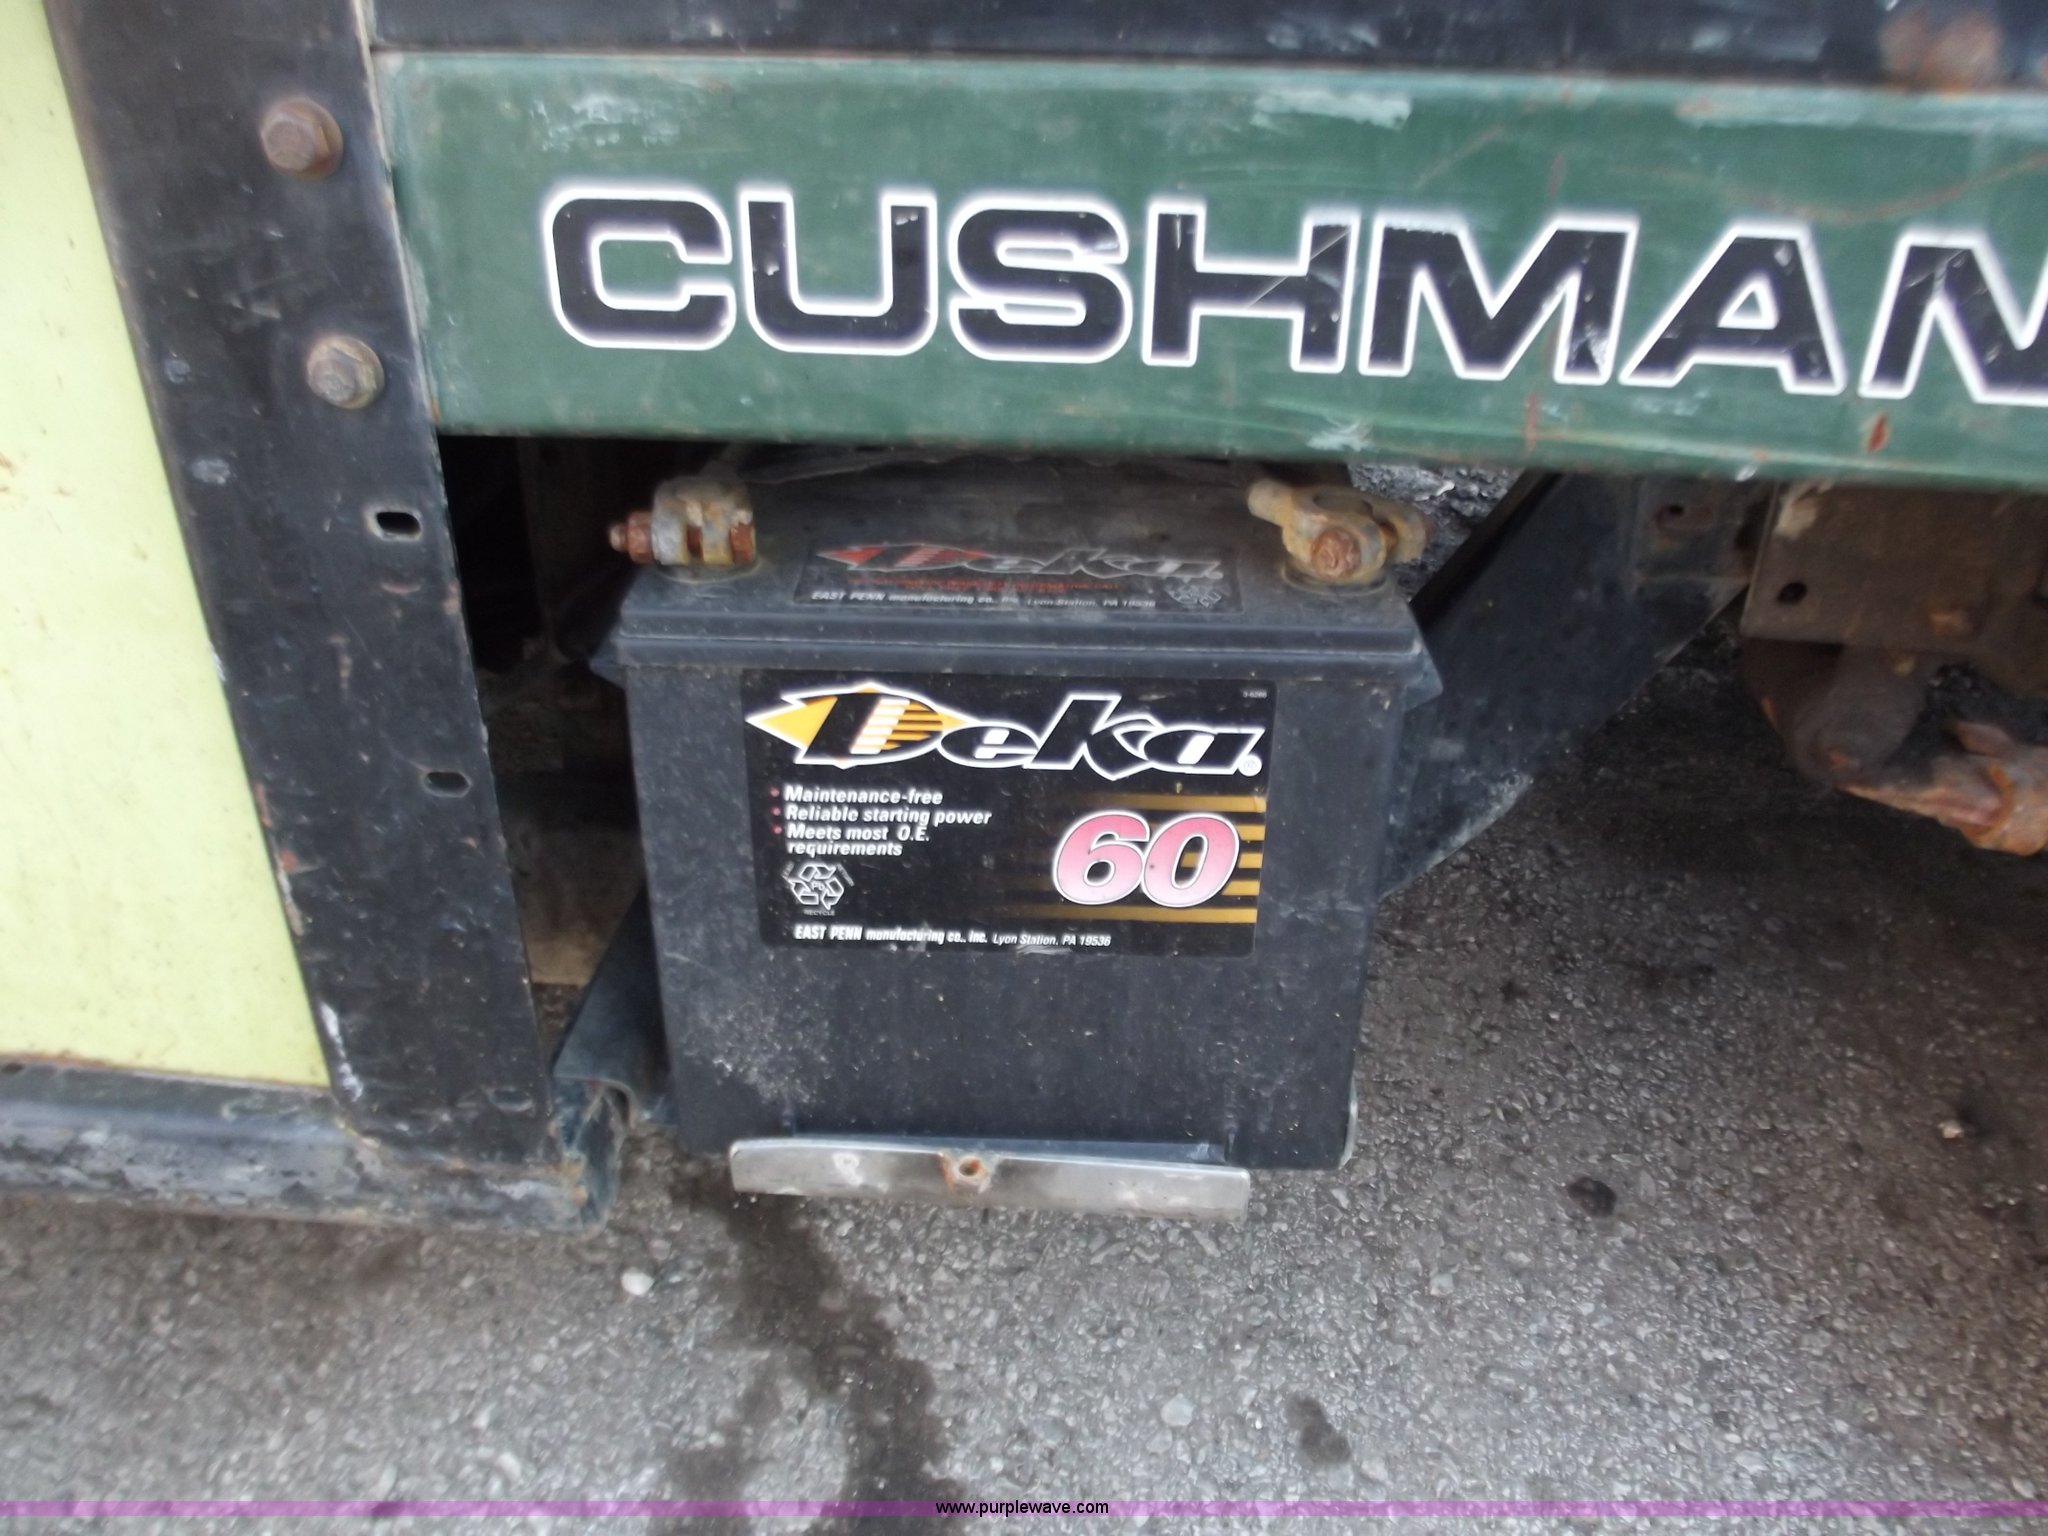 CUSHMAN
Deka
EAST PENN manufacturing co., inc. Lyon Station, PA 19536
Deka®
Maintenance-free
Reliable starting power
Meets most O.E.
requirements
60
Pb
RECYCLE
EAST PENN manufacturing co., inc. Lyon Station, PA 19536
www.purplewave.com